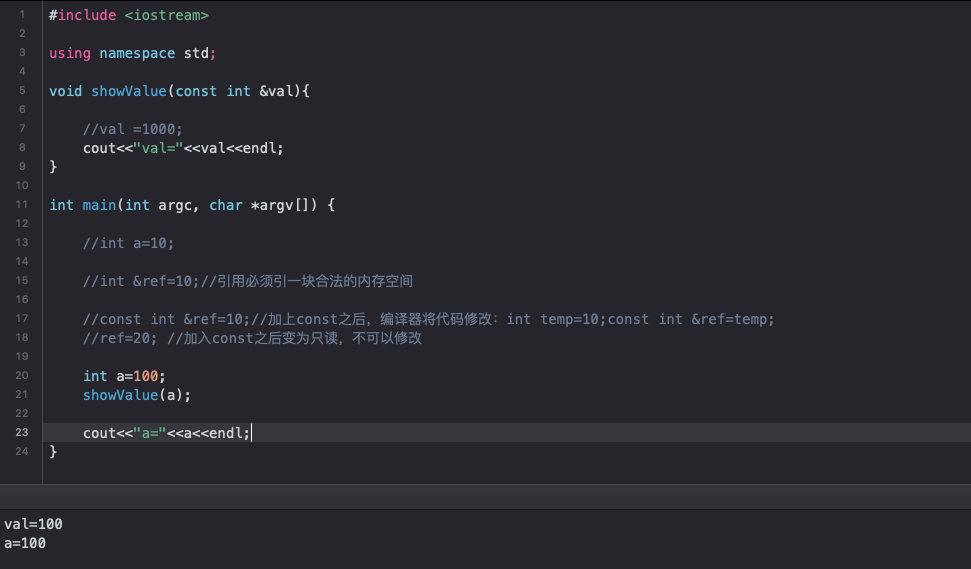 1 #include <iostream>
2
3 using namespace std;
4
5 void showValue(const int &val){
6
7 //val =1000;
8 cout<<"val="<<val<<endl;
9 }
10
11 int main(int argc, char *argv[]) {
12
13 //int a=10;
14
15 //int &ref=10;//引用必须引一块合法的内存空间
16
17 //const int &ref=10;//加上const之后，编译器将代码修改：int temp=10;const int &ref=temp;
18 //ref=20; //加入const之后变为只读，不可以修改
19
20 int a=100;
21 showValue(a);
22
23 cout<<"a="<<a<<endl;
24 }
val=100
a=100